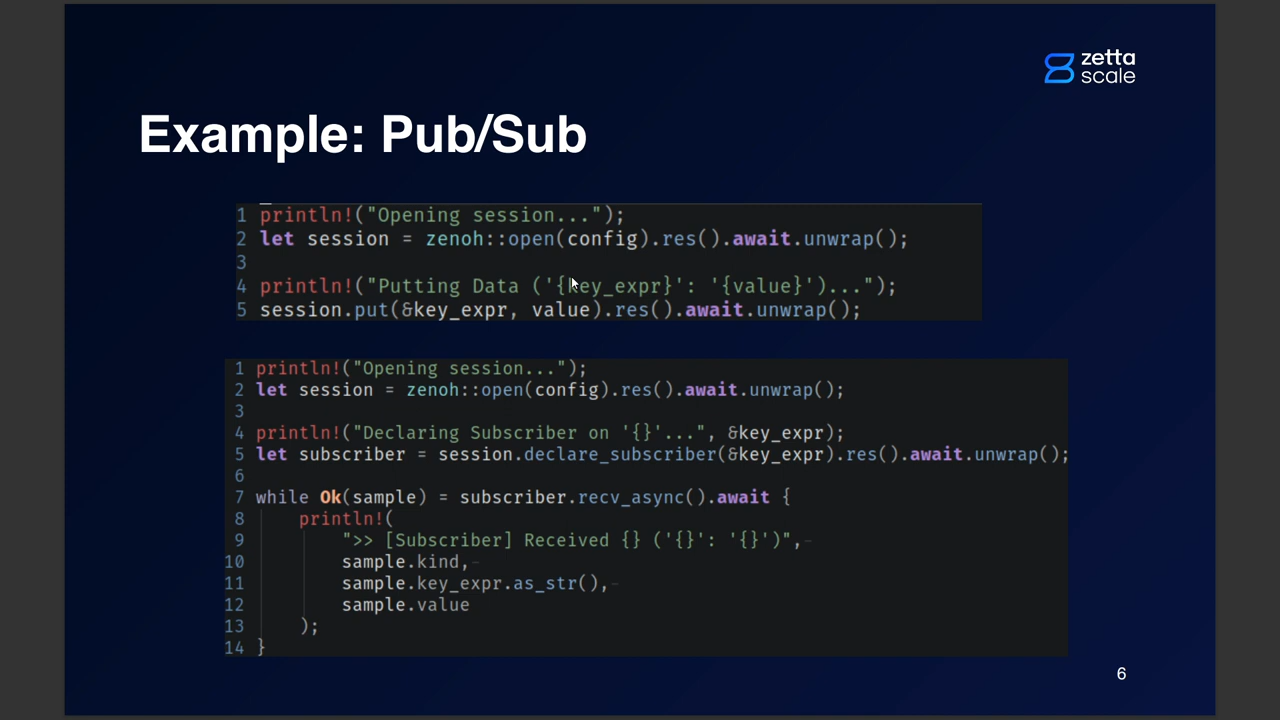 zetta
scale
Example: Pub/Sub
1 println!("Opening session...");
2 let session = zenoh::open(config).res().await.unwrap();
3
4 println!("Putting Data ('{key_expr}': '{value}')...");
5 session.put(&key_expr, value).res().await.unwrap();
1 println!("Opening session...");
2 let session = zenoh::open(config).res().await.unwrap();
3
4 println!("Declaring Subscriber on '{}'...", &key_expr);
5 let subscriber = session.declare_subscriber(&key_expr).res().await.unwrap();
6
7 while Ok(sample) = subscriber.recv_async().await {
8     println!(
9         ">> [Subscriber] Received {} ('{}': '{}')",
10         sample.kind,
11         sample.key_expr.as_str(),
12         sample.value
13     );
14 }
6